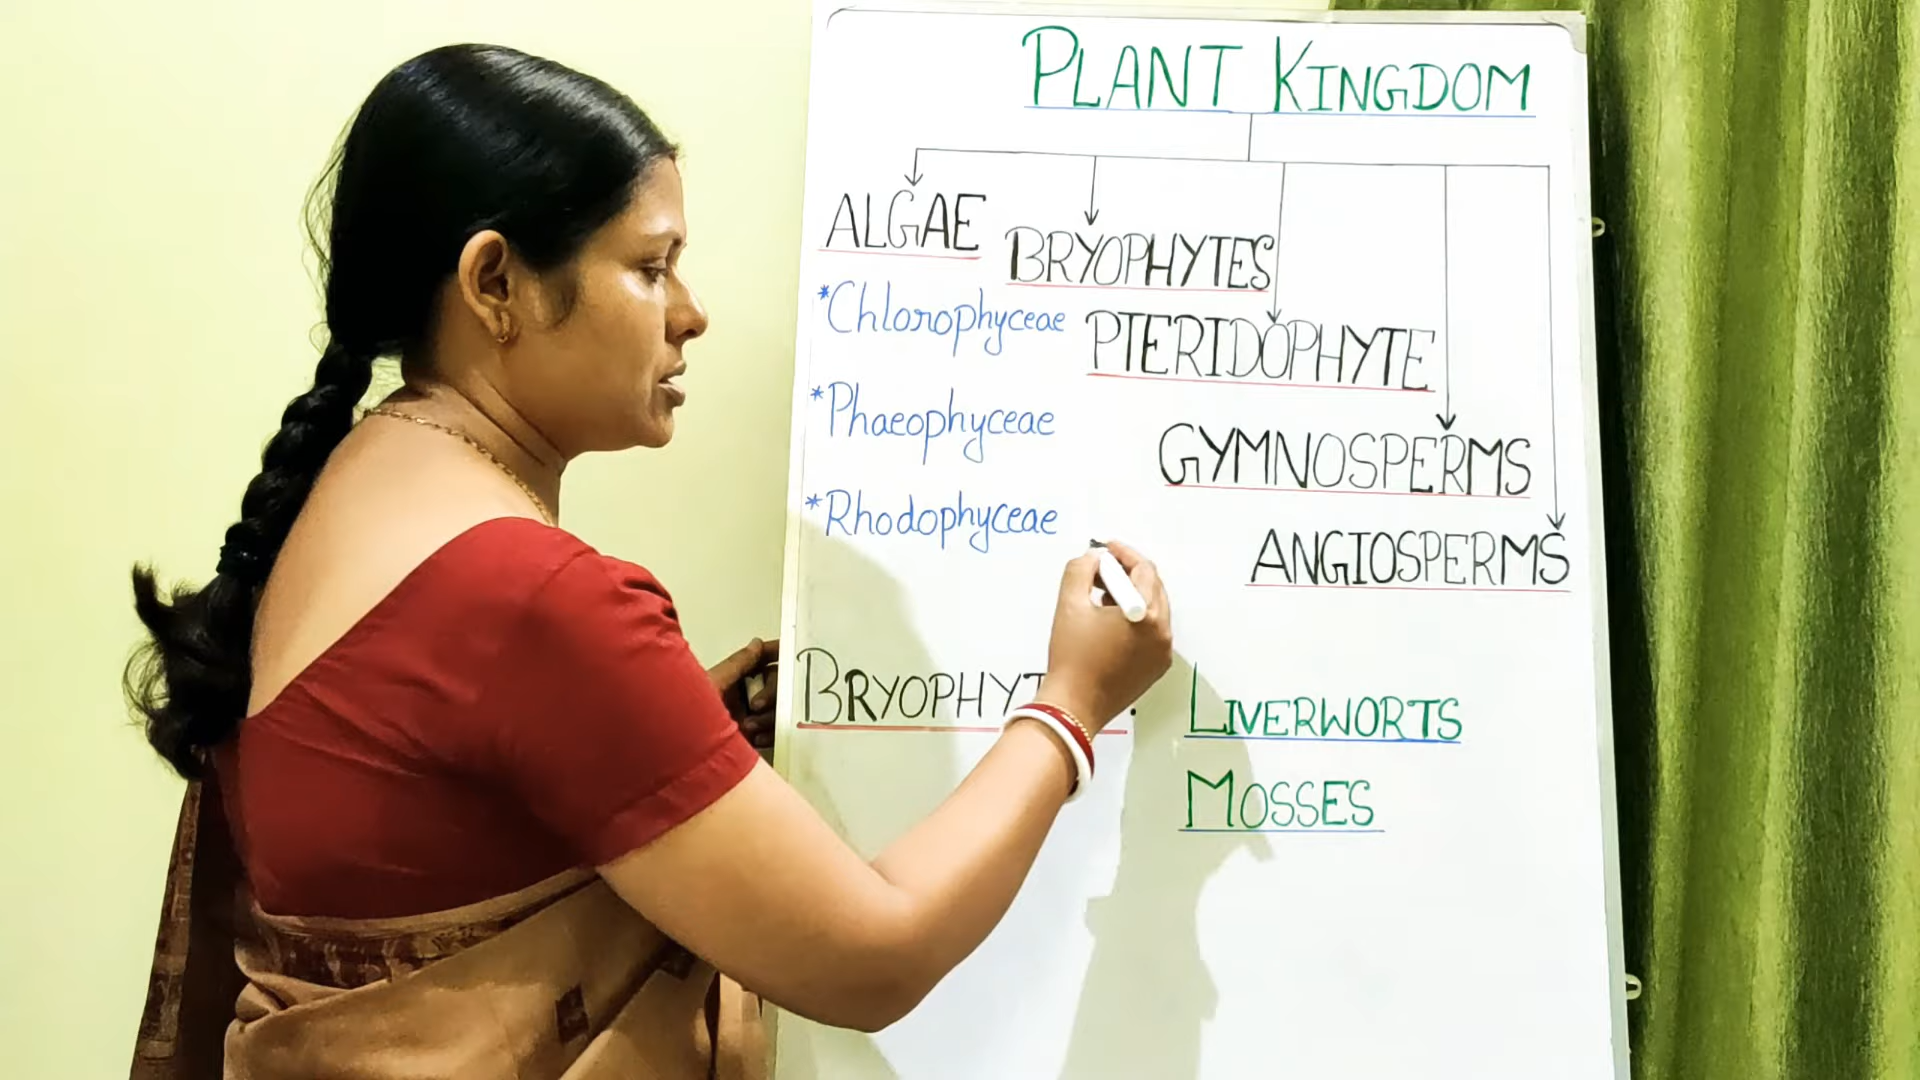 PLANT KINGDOM
ALGAE
BRYOPHYTES
*Chlorophyceae
PTERIDOPHYTE
*Phaeophyceae
GYMNOSPERMS
*Rhodophyceae
ANGIOSPERMS
LIVERWORTS
MOSSES